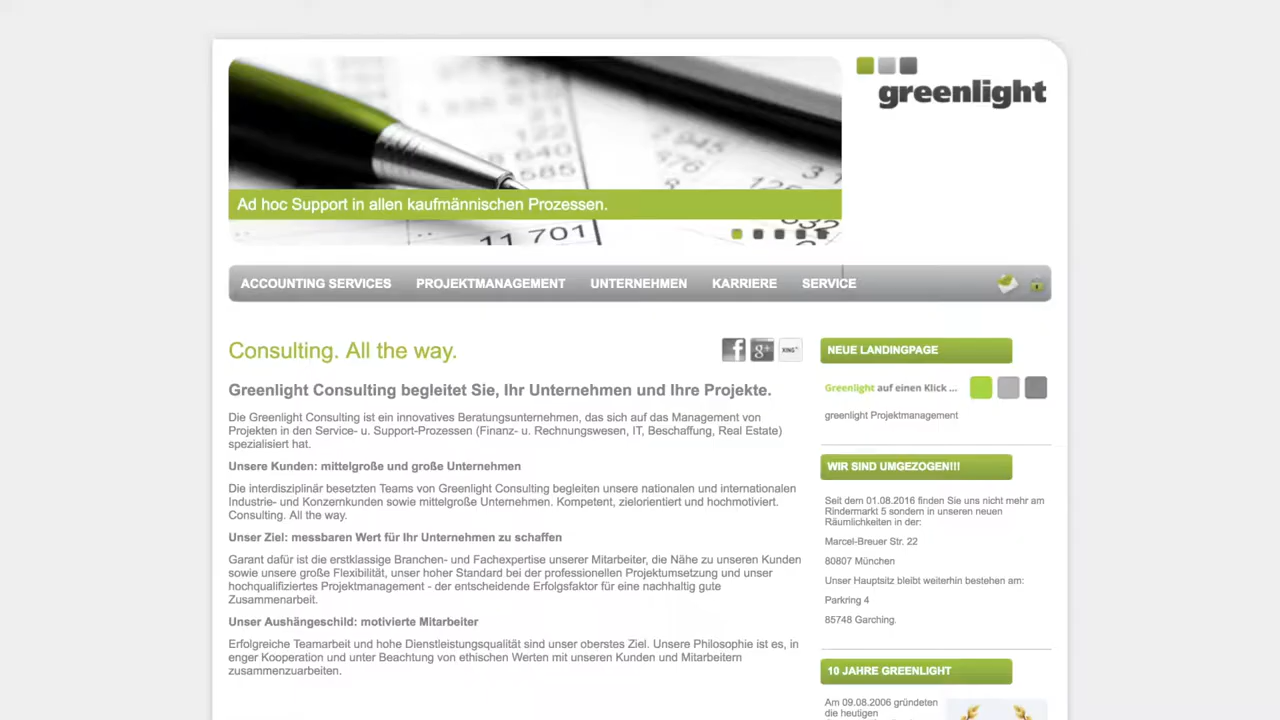 greenlight
Ad hoc Support in allen kaufmännischen Prozessen.
11 701
ACCOUNTING SERVICES PROJEKTMANAGEMENT UNTERNEHMEN KARRIERE SERVICE
Consulting. All the way.
f g+ XING
Greenlight Consulting begleitet Sie, Ihr Unternehmen und Ihre Projekte.
Die Greenlight Consulting ist ein innovatives Beratungsunternehmen, das sich auf das Management von
Projekten in den Service- u. Support-Prozessen (Finanz- u. Rechnungswesen, IT, Beschaffung, Real Estate)
spezialisiert hat.
Unsere Kunden: mittelgroße und große Unternehmen
Die interdisziplinär besetzten Teams von Greenlight Consulting begleiten unsere nationalen und internationalen
Industrie- und Konzernkunden sowie mittelgroße Unternehmen. Kompetent, zielorientiert und hochmotiviert.
Consulting. All the way.
Unser Ziel: messbaren Wert für Ihr Unternehmen zu schaffen
Garant dafür ist die erstklassige Branchen- und Fachexpertise unserer Mitarbeiter, die Nähe zu unseren Kunden
sowie unsere große Flexibilität, unser hoher Standard bei der professionellen Projektumsetzung und unser
hochqualifiziertes Projektmanagement - der entscheidende Erfolgsfaktor für eine nachhaltig gute
Zusammenarbeit.
Unser Aushängeschild: motivierte Mitarbeiter
Erfolgreiche Teamarbeit und hohe Dienstleistungsqualität sind unser oberstes Ziel. Unsere Philosophie ist es, in
enger Kooperation und unter Beachtung von ethischen Werten mit unseren Kunden und Mitarbeitern
zusammenzuarbeiten.
NEUE LANDINGPAGE
Greenlight auf einen Klick ...
greenlight Projektmanagement
WIR SIND UMGEZOGEN!!!
Seit dem 01.08.2016 finden Sie uns nicht mehr am
Rindermarkt 5 sondern in unseren neuen
Räumlichkeiten in der:
Marcel-Breuer Str. 22
80807 München
Unser Hauptsitz bleibt weiterhin bestehen am:
Parkring 4
85748 Garching.
10 JAHRE GREENLIGHT
Am 09.08.2006 gründeten
die heutigen